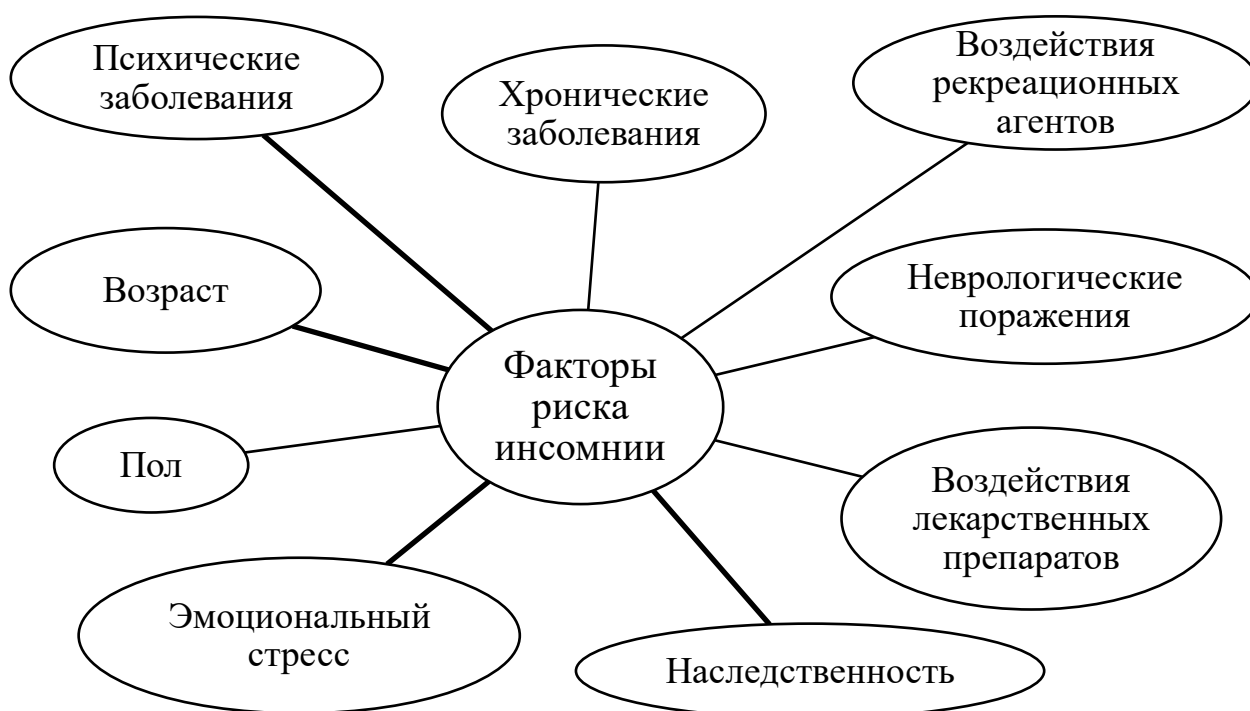 Психические
заболевания
Хронические
заболевания
Воздействия
рекреационных
агентов
Возраст
Неврологические
поражения
Факторы
риска
инсомнии
Пол
Воздействия
лекарственных
препаратов
Эмоциональный
стресс
Наследственность